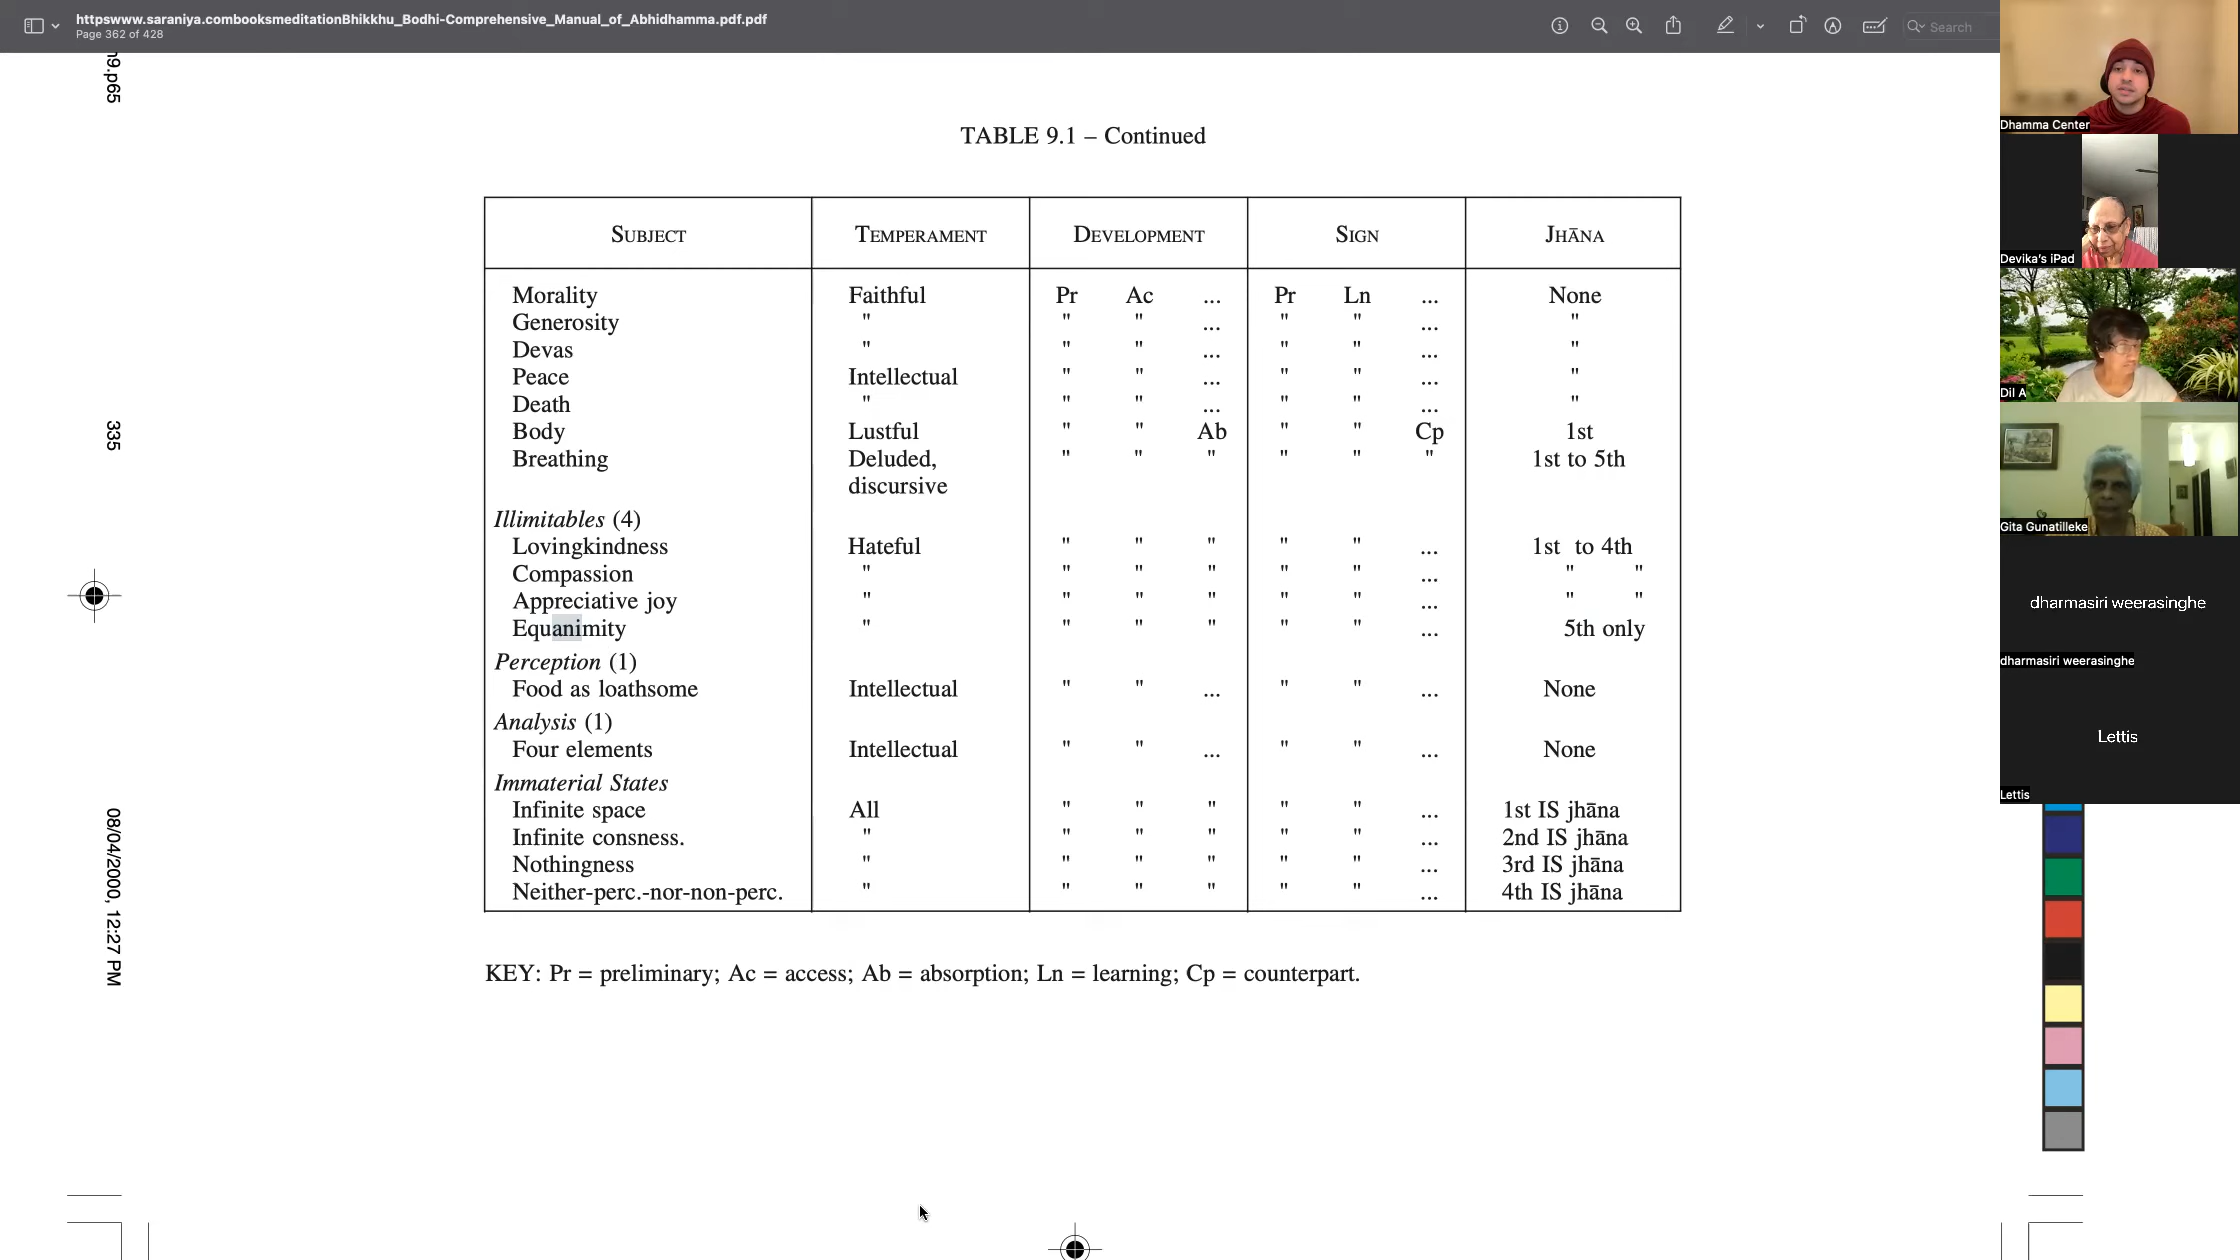 httpswww.saraniya.combooksmeditationBhikkhu_Bodhi-Comprehensive_Manual_of_Abhidhamma.pdf.pdf
Page 362 of 428
Search
9.p65
335
08/04/2000, 12:27 PM
TABLE 9.1 – Continued
SUBJECT TEMPERAMENT DEVELOPMENT SIGN JHĀNA
Morality Faithful Pr Ac ... Pr Ln ... None
Generosity " " " ... " " ... "
Devas " " " ... " " ... "
Peace Intellectual " " ... " " ... "
Death " " " ... " " ... "
Body Lustful " " Ab " " Cp 1st
Breathing Deluded, " " " " " " 1st to 5th
discursive
Illimitables (4)
Lovingkindness Hateful " " " " " ... 1st to 4th
Compassion " " " " " " ... " "
Appreciative joy " " " " " " ... " "
Equanimity " " " " " " ... 5th only
Perception (1)
Food as loathsome Intellectual " " ... " " ... None
Analysis (1)
Four elements Intellectual " " ... " " ... None
Immaterial States
Infinite space All " " " " " ... 1st IS jhāna
Infinite consness. " " " " " " ... 2nd IS jhāna
Nothingness " " " " " " ... 3rd IS jhāna
Neither-perc.-nor-non-perc. " " " " " " ... 4th IS jhāna
KEY: Pr = preliminary; Ac = access; Ab = absorption; Ln = learning; Cp = counterpart.
Dhamma Center
Devika's iPad
Dil A
Gita Gunatilleke
dharmasiri weerasinghe
dharmasiri weerasinghe
Lettis
Lettis